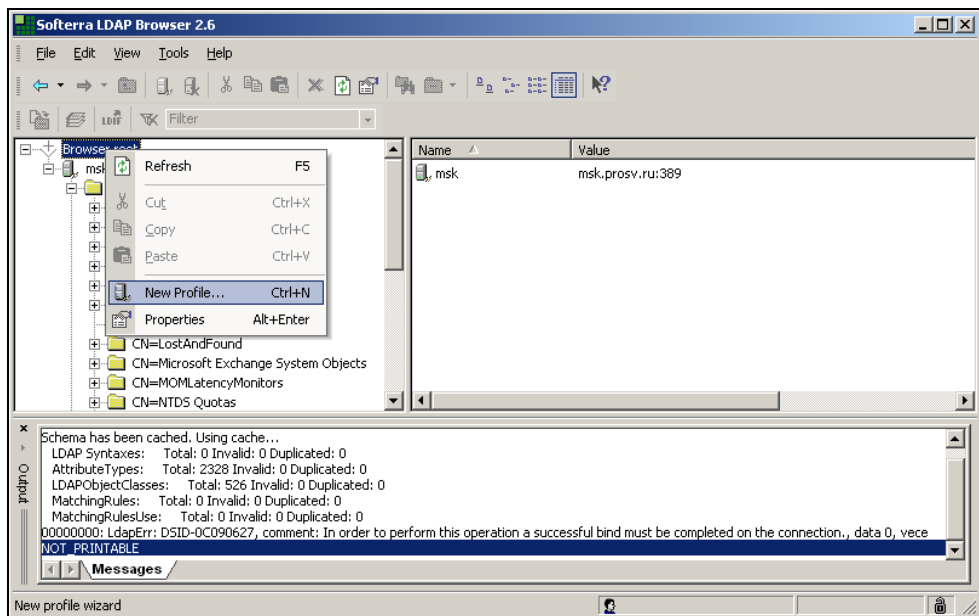 Softerra LDAP Browser 2.6
File Edit View Tools Help
LDIF Filter
Browser root
msk
Refresh F5
Cut Ctrl+X
Copy Ctrl+C
Paste Ctrl+V
New Profile... Ctrl+N
Properties Alt+Enter
CN=LostAndFound
CN=Microsoft Exchange System Objects
CN=MOMLatencyMonitors
CN=NTDS Quotas
Name Value
msk msk.prosv.ru:389
Output
Schema has been cached. Using cache...
LDAP Syntaxes: Total: 0 Invalid: 0 Duplicated: 0
AttributeTypes: Total: 2328 Invalid: 0 Duplicated: 0
LDAPObjectClasses: Total: 526 Invalid: 0 Duplicated: 0
MatchingRules: Total: 0 Invalid: 0 Duplicated: 0
MatchingRulesUse: Total: 0 Invalid: 0 Duplicated: 0
00000000: LdapErr: DSID-0C090627, comment: In order to perform this operation a successful bind must be completed on the connection., data 0, vece
NOT_PRINTABLE
Messages
New profile wizard